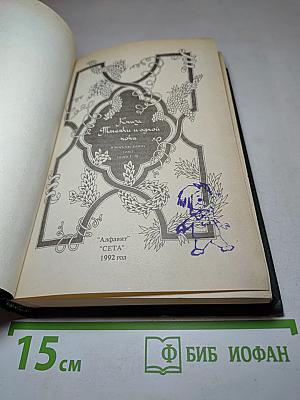 Книга
Тысячи и одной
ночи
"Алфавит"
"СЕТА"
1992 год
15 см
БИБ ИОФАН